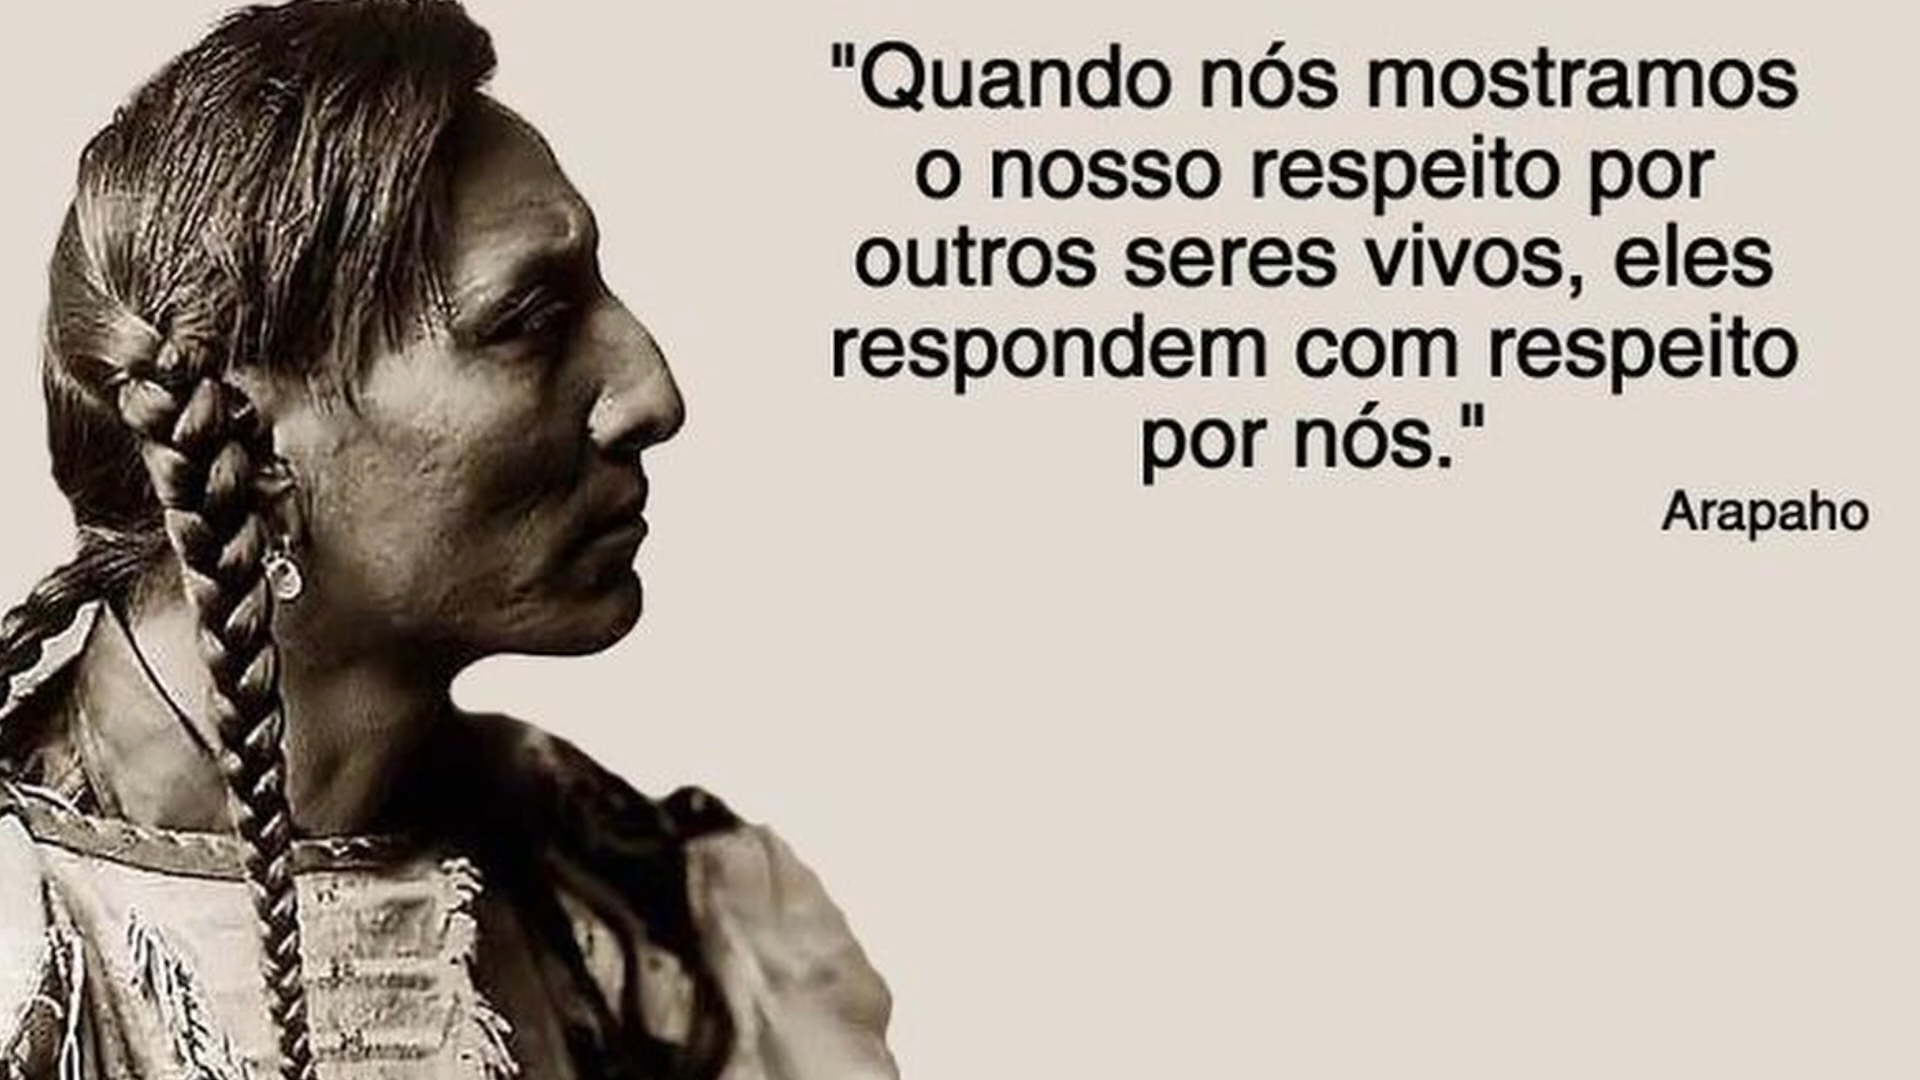 "Quando nós mostramos
o nosso respeito por
outros seres vivos, eles
respondem com respeito
por nós."
Arapaho